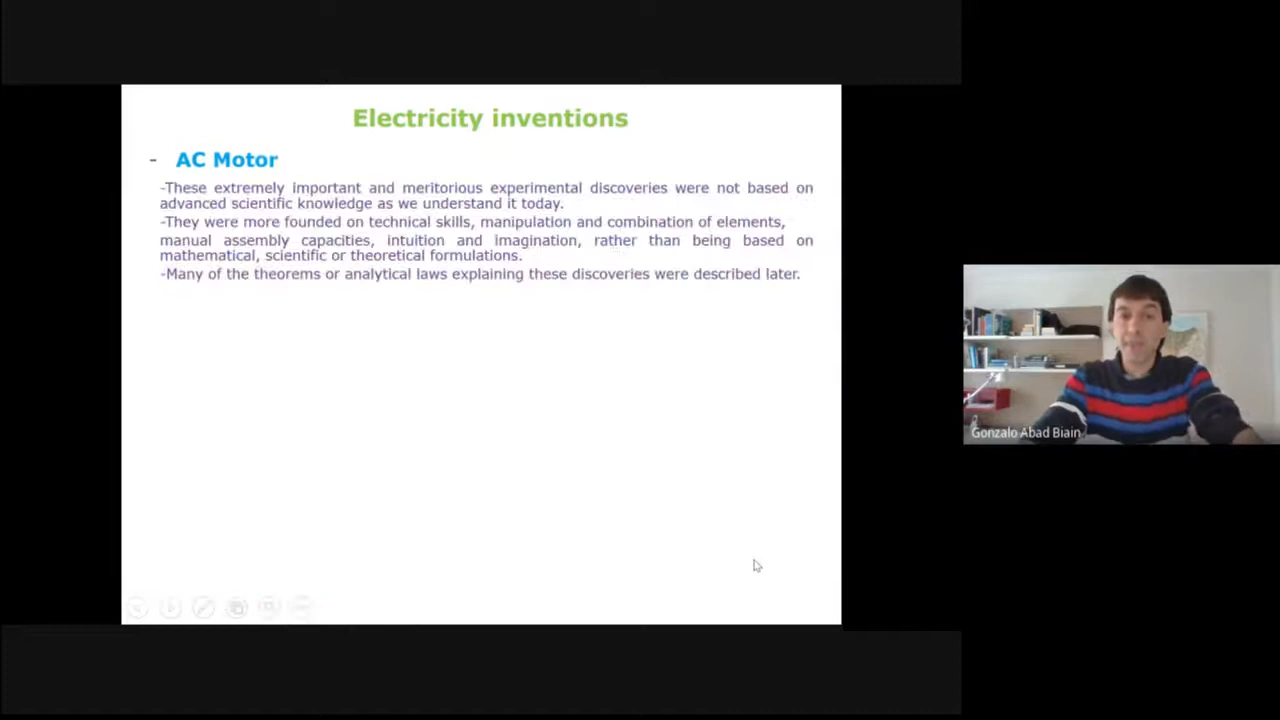 Electricity inventions
- AC Motor
-These extremely important and meritorious experimental discoveries were not based on
advanced scientific knowledge as we understand it today.
-They were more founded on technical skills, manipulation and combination of elements,
manual assembly capacities, intuition and imagination, rather than being based on
mathematical, scientific or theoretical formulations.
-Many of the theorems or analytical laws explaining these discoveries were described later.
Gonzalo Abad Biain